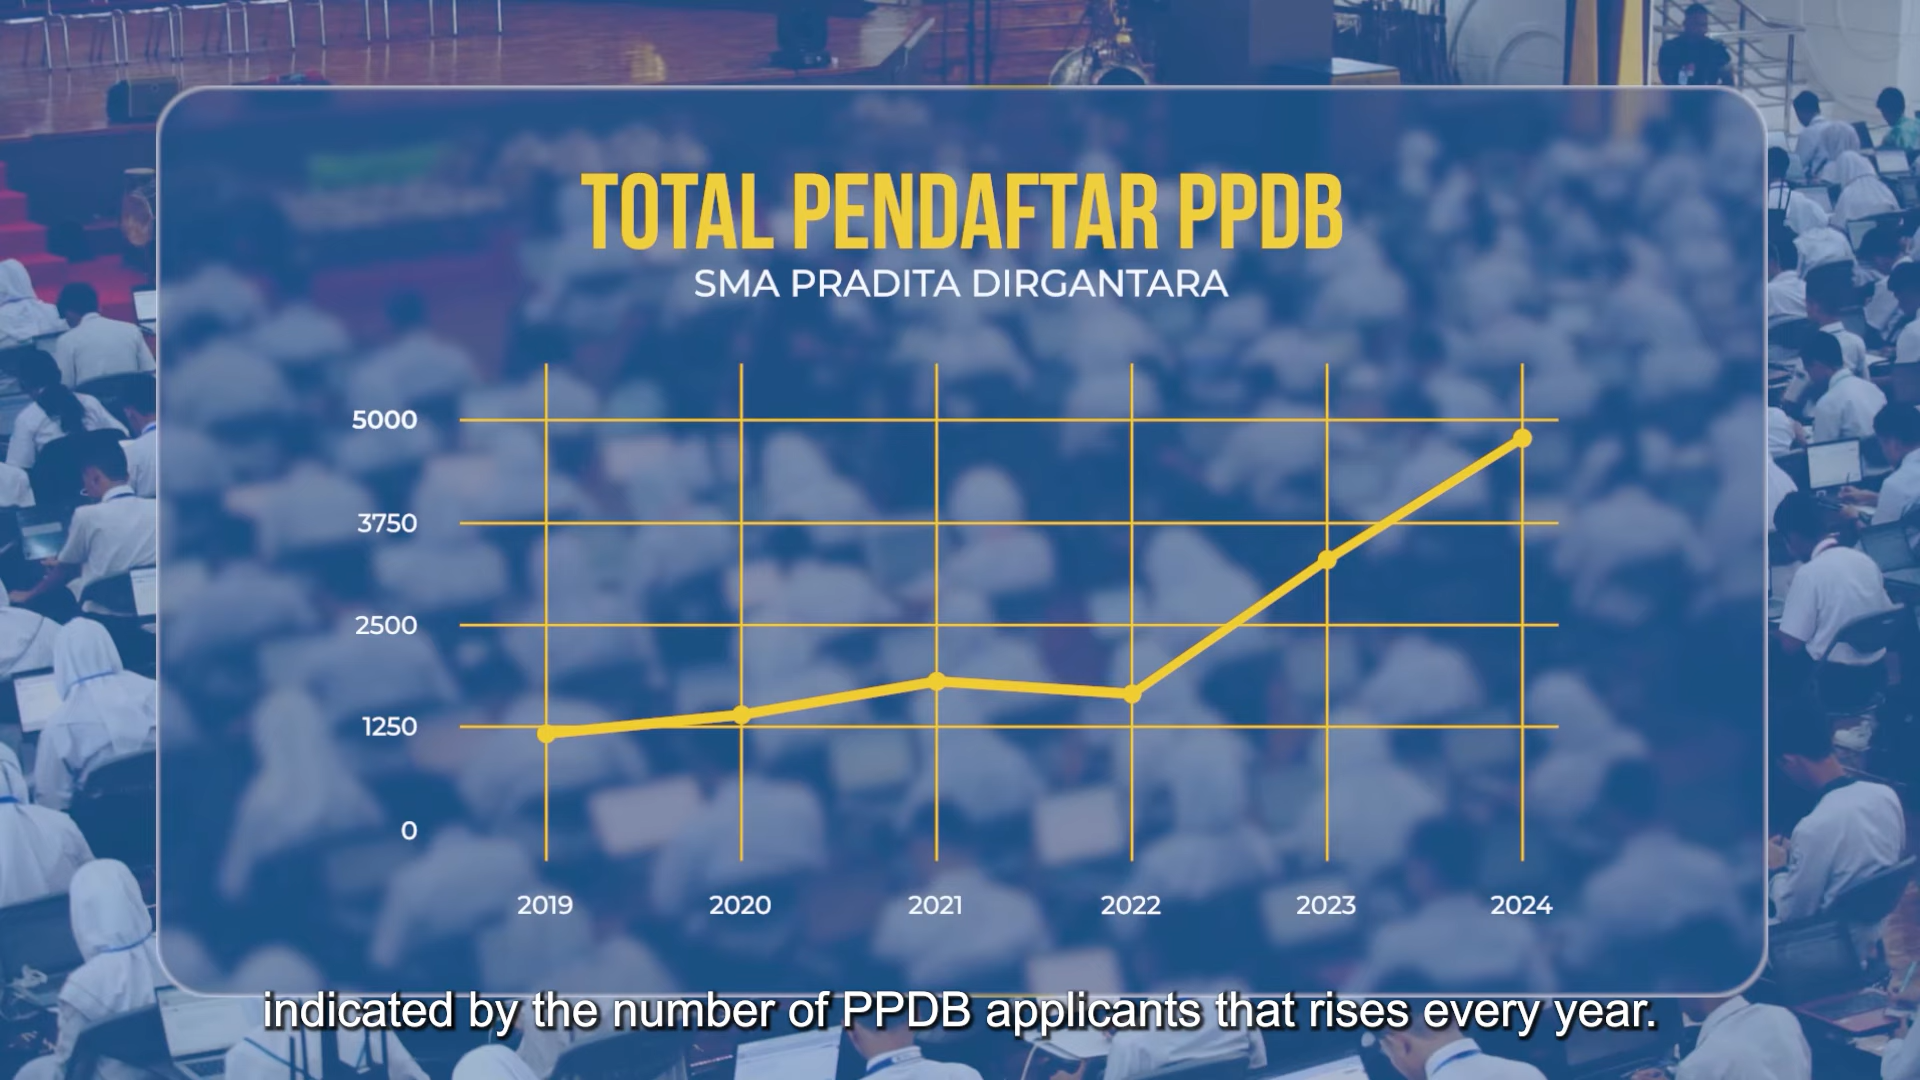 TOTAL PENDAFTAR PPDB
SMA PRADITA DIRGANTARA
5000
3750
2500
1250
0
2019 2020 2021 2022 2023 2024
indicated by the number of PPDB applicants that rises every year.